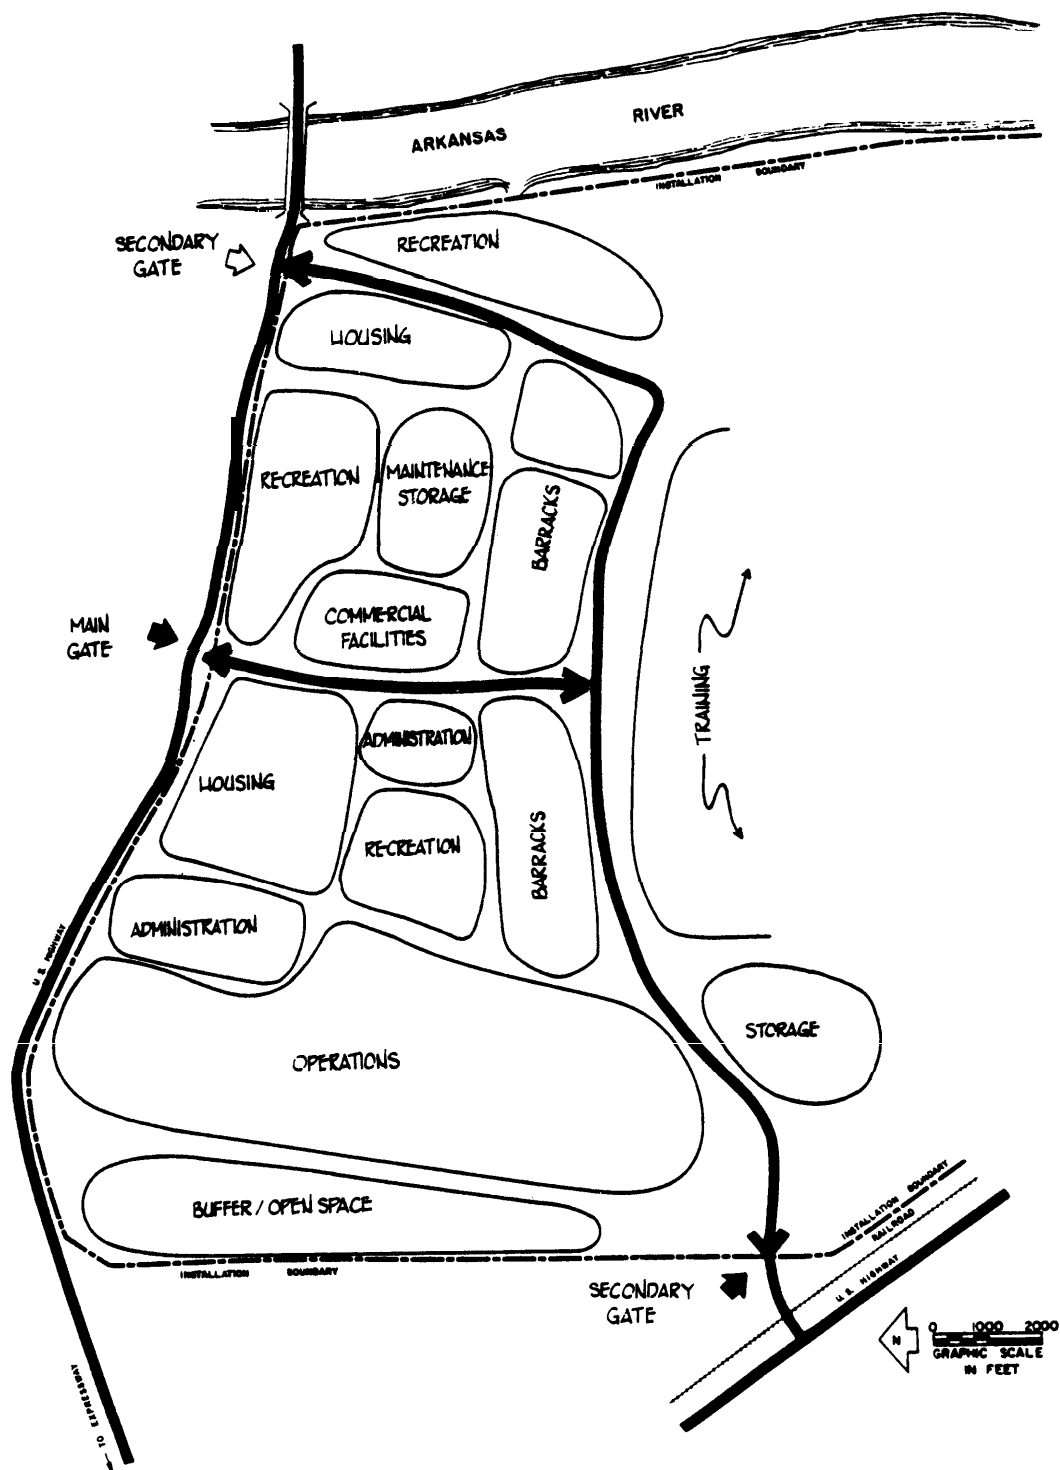 ARKANSAS RIVER
INSTALLATION BOUNDARY
SECONDARY
GATE
RECREATION
HOUSING
RECREATION
MAINTENANCE
STORAGE
BARRACKS
COMMERCIAL
FACILITIES
MAIN
GATE
TRAINING
ADMINISTRATION
HOUSING
RECREATION
BARRACKS
ADMINISTRATION
U.S. HIGHWAY
STORAGE
OPERATIONS
BUFFER / OPEN SPACE
INSTALLATION BOUNDARY
INSTALLATION BOUNDARY
RAILROAD
U.S. HIGHWAY
SECONDARY
GATE
N
0 1000 2000
GRAPHIC SCALE
IN FEET
TO EXPRESSWAY